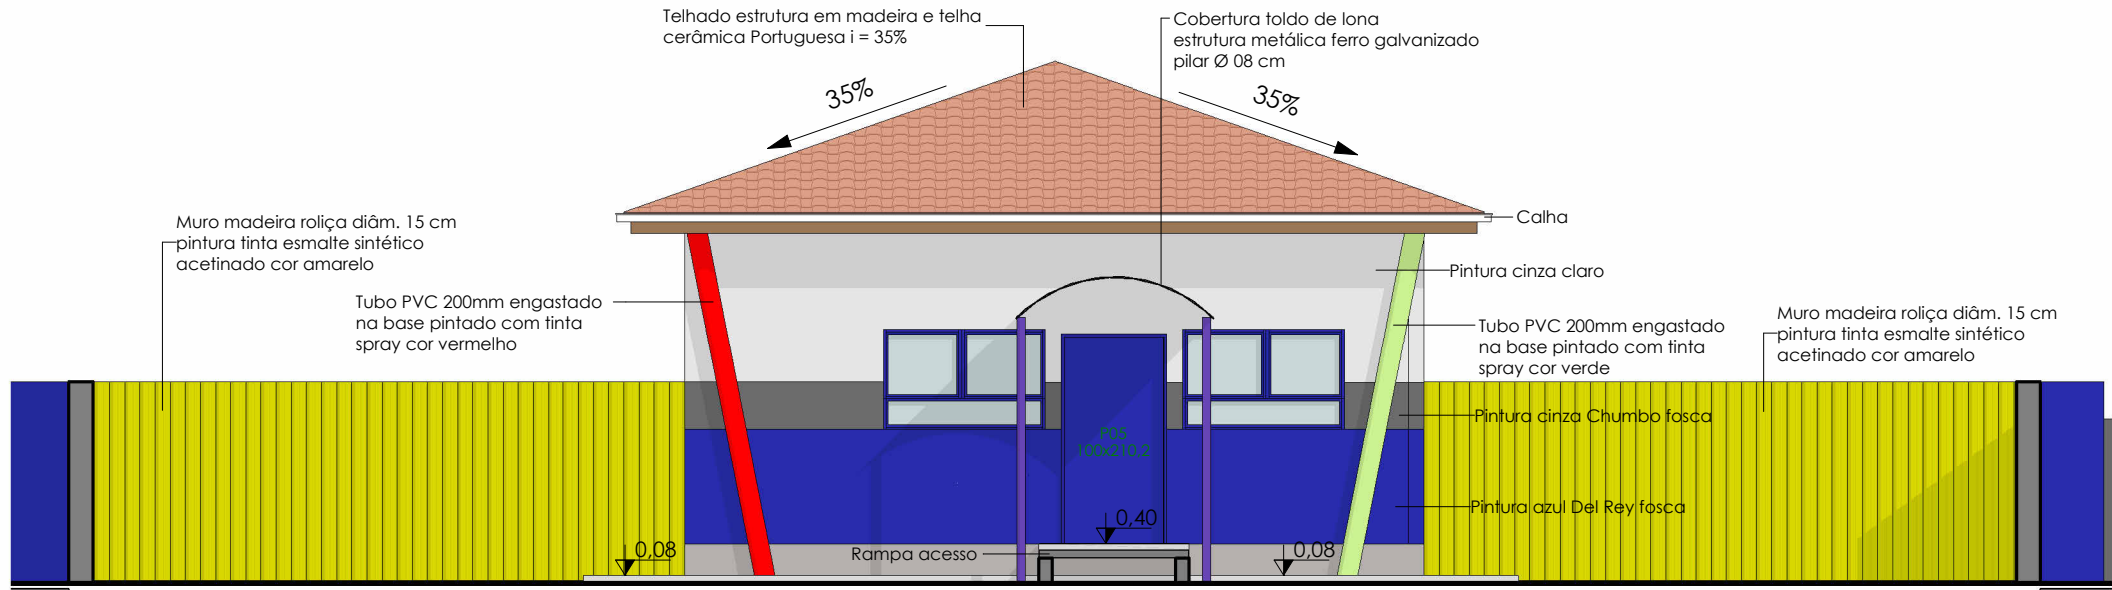 Telhado estrutura em madeira e telha
cerâmica Portuguesa i = 35%
Cobertura toldo de lona
estrutura metálica ferro galvanizado
pilar Ø 08 cm
35%
35%
Muro madeira roliça diâm. 15 cm
pintura tinta esmalte sintético
acetinado cor amarelo
Calha
Pintura cinza claro
Tubo PVC 200mm engastado
na base pintado com tinta
spray cor vermelho
Tubo PVC 200mm engastado
na base pintado com tinta
spray cor verde
Muro madeira roliça diâm. 15 cm
pintura tinta esmalte sintético
acetinado cor amarelo
Pintura cinza Chumbo fosca
P05
100x210,2
Pintura azul Del Rey fosca
0,40
0,08
Rampa acesso
0,08